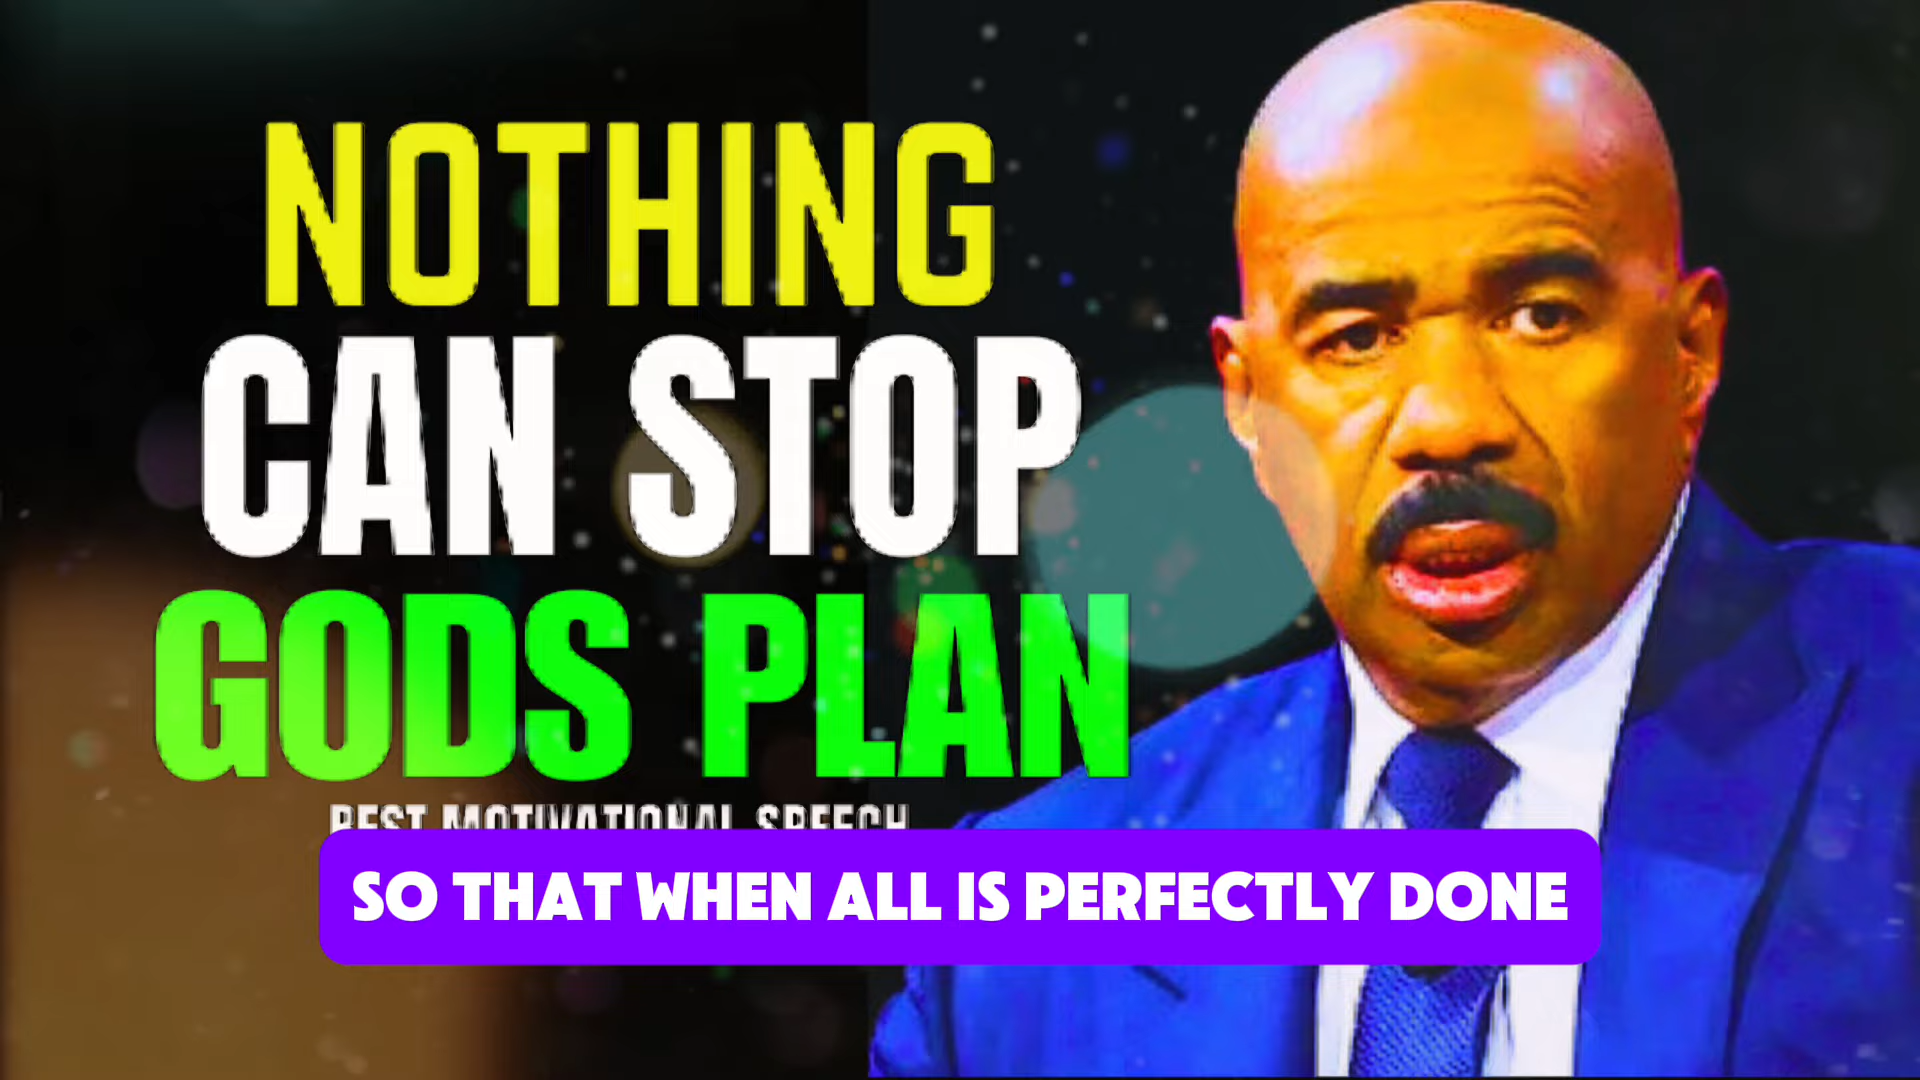 NOTHING
CAN STOP
GODS PLAN
BEST MOTIVATIONAL SPEECH
SO THAT WHEN ALL IS PERFECTLY DONE